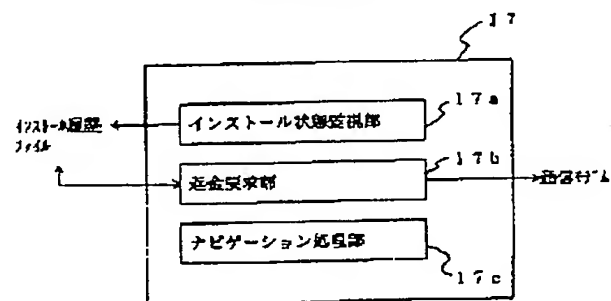 17
インストール状態監視部
17a
インストール履歴
ファイル
17b
返金要求部
ナビゲーション処理部
17c